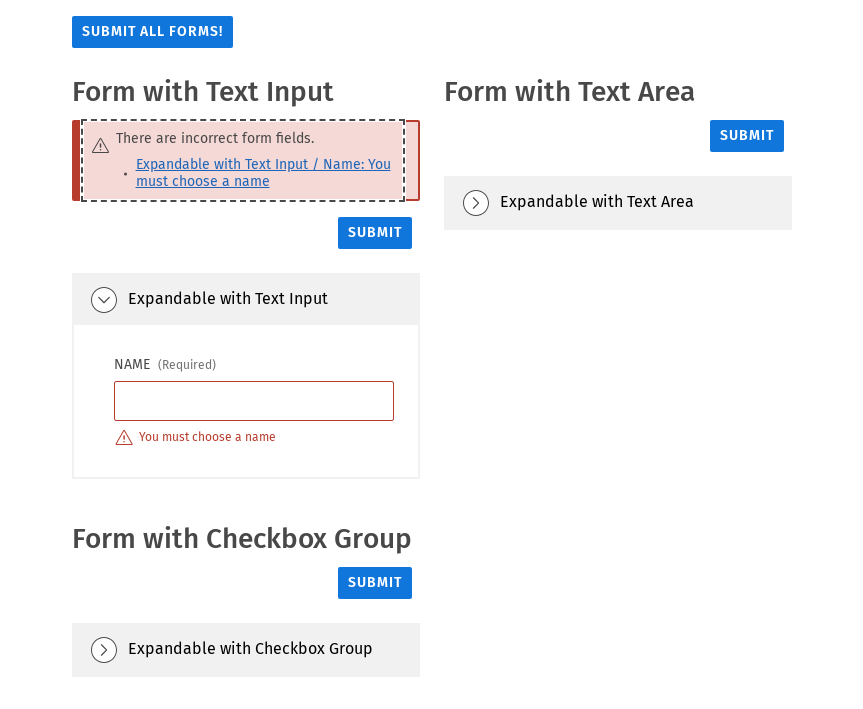 SUBMIT ALL FORMS!
Form with Text Input
There are incorrect form fields.
Expandable with Text Input / Name: You
must choose a name
SUBMIT
Expandable with Text Input
NAME (Required)
You must choose a name
Form with Text Area
SUBMIT
Expandable with Text Area
Form with Checkbox Group
SUBMIT
Expandable with Checkbox Group